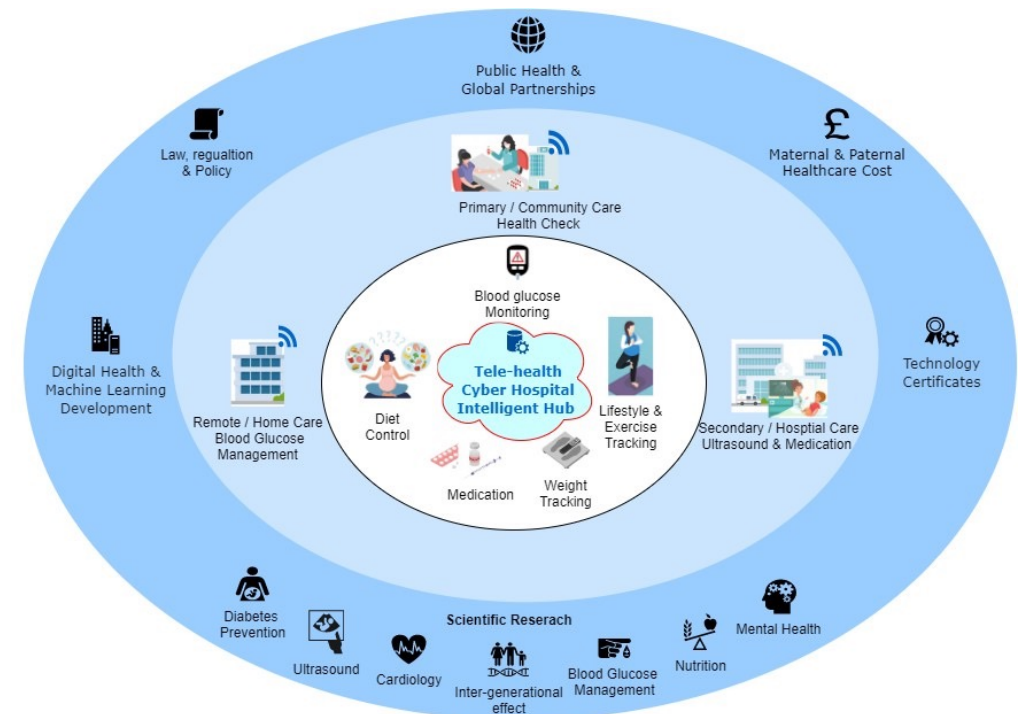 Public Health &
Global Partnerships
Law, regualtion
& Policy
£
Maternal & Paternal
Healthcare Cost
Primary / Community Care
Health Check
Blood glucose
Monitoring
Digital Health &
Machine Learning
Development
Remote / Home Care
Blood Glucose
Management
????
Diet
Control
Tele-health
Cyber Hospital
Intelligent Hub
Lifestyle &
Exercise
Tracking
Secondary / Hosptial Care
Ultrasound & Medication
Technology
Certificates
Medication
Weight
Tracking
Diabetes
Prevention
Ultrasound
Cardiology
Scientific Reserach
Inter-generational
effect
Blood Glucose
Management
Nutrition
Mental Health